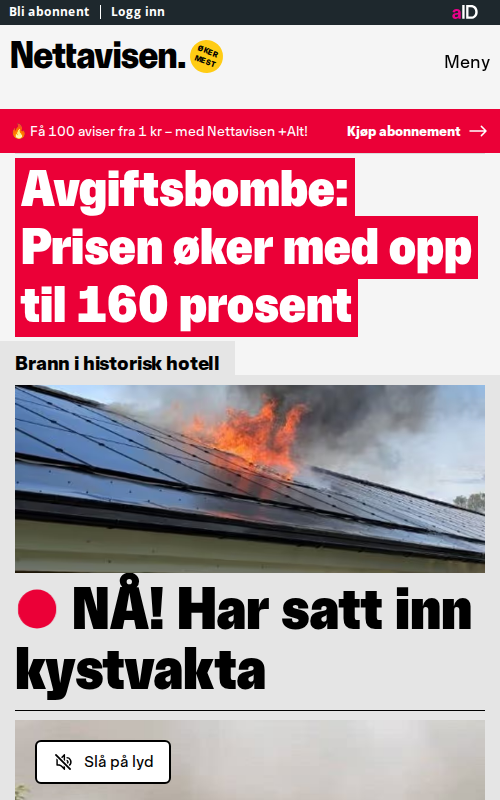 Bli abonnent | Logg inn
aID
Nettavisen.
ØKER
MEST
Meny
🔥 Få 100 aviser fra 1 kr – med Nettavisen +Alt!
Kjøp abonnement →
Avgiftsbombe:
Prisen øker med opp
til 160 prosent
Brann i historisk hotell
NÅ! Har satt inn
kystvakta
Slå på lyd